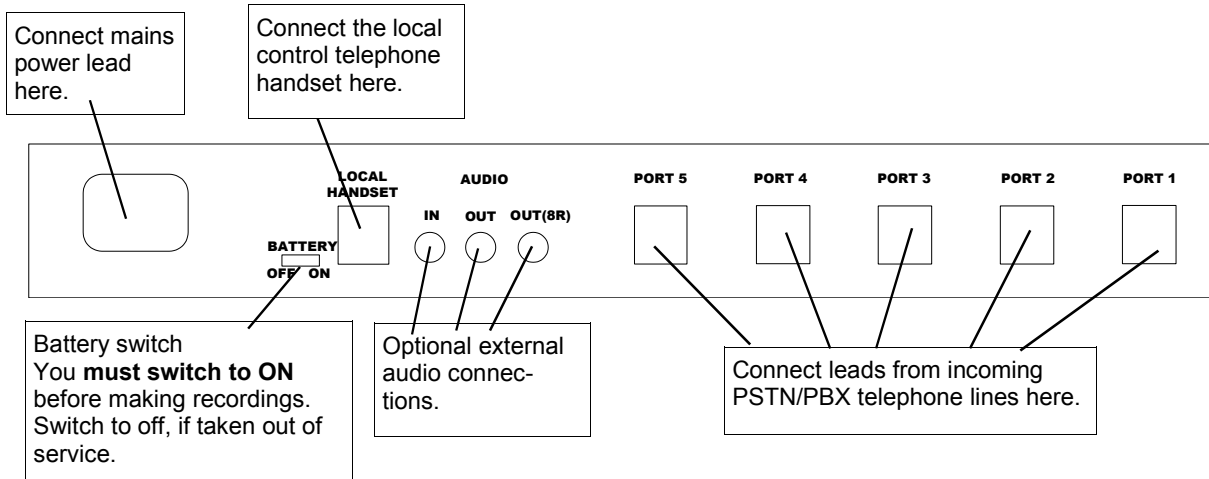 Connect mains
power lead
here.
Connect the local
control telephone
handset here.
LOCAL
HANDSET
AUDIO
PORT 5 PORT 4 PORT 3 PORT 2 PORT 1
IN OUT OUT(8R)
BATTERY
OFF ON
Battery switch
You must switch to ON
before making recordings.
Switch to off, if taken out of
service.
Optional external
audio connec-
tions.
Connect leads from incoming
PSTN/PBX telephone lines here.